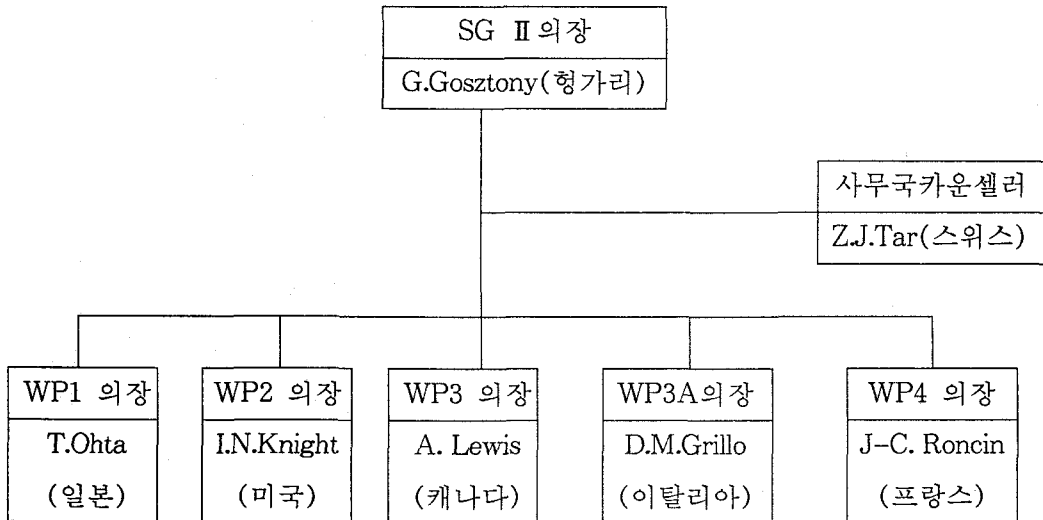 SG Ⅱ 의장
G.Gosztony(헝가리)
사무국카운셀러
Z.J.Tar(스위스)
WP1 의장
T.Ohta
(일본)
WP2 의장
I.N.Knight
(미국)
WP3 의장
A. Lewis
(캐나다)
WP3A의장
D.M.Grillo
(이탈리아)
WP4 의장
J-C. Roncin
(프랑스)